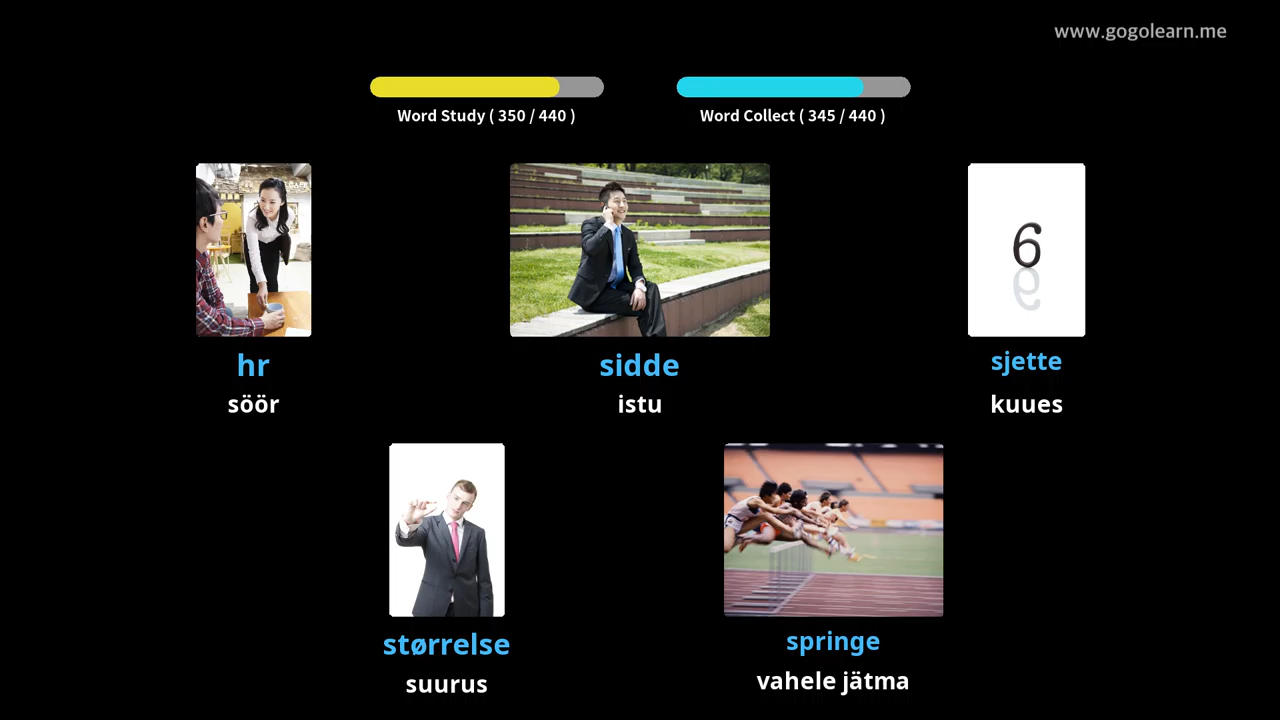 www.gogolearn.me
Word Study ( 350 / 440 )
Word Collect ( 345 / 440 )
6
hr
söör
sidde
istu
sjette
kuues
størrelse
suurus
springe
vahele jätma